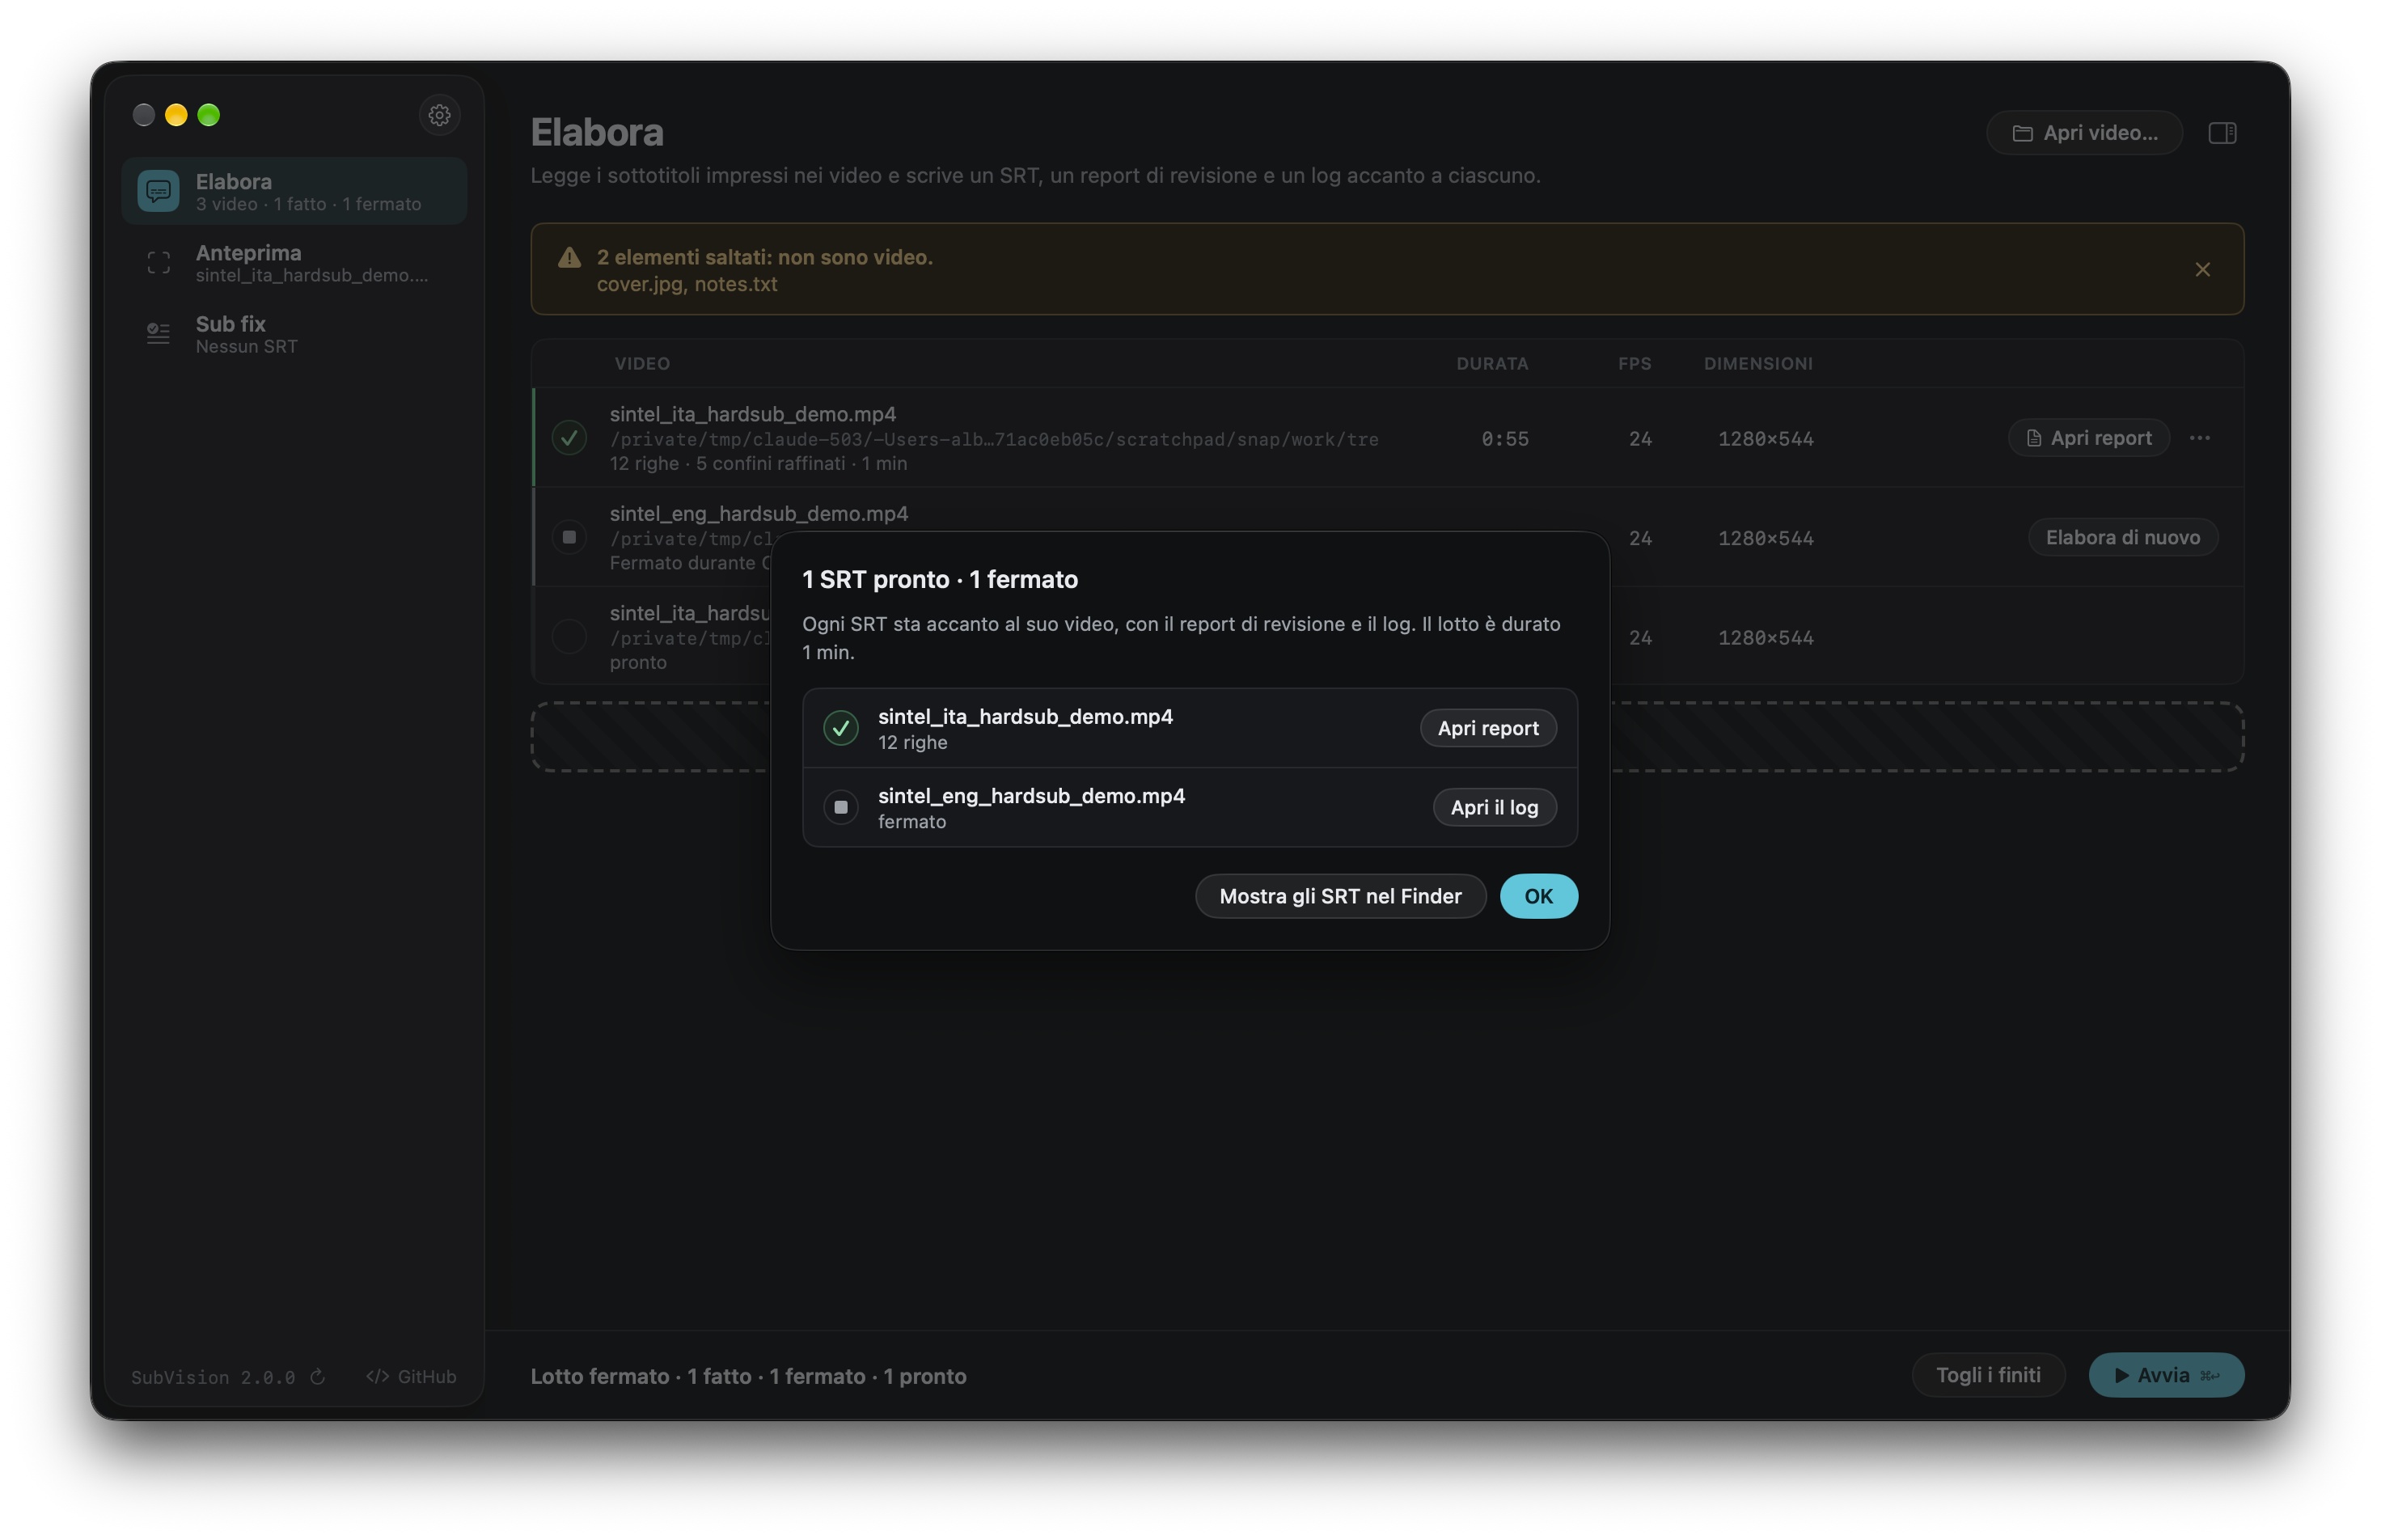 Elabora
3 video · 1 fatto · 1 fermato
Anteprima
sintel_ita_hardsub_demo....
Sub fix
Nessun SRT
SubVision 2.0.0
GitHub
Elabora
Apri video...
Legge i sottotitoli impressi nei video e scrive un SRT, un report di revisione e un log accanto a ciascuno.
2 elementi saltati: non sono video.
cover.jpg, notes.txt
VIDEO DURATA FPS DIMENSIONI
sintel_ita_hardsub_demo.mp4
/private/tmp/claude-503/-Users-alb…71ac0eb05c/scratchpad/snap/work/tre
12 righe · 5 confini raffinati · 1 min
0:55 24 1280×544
Apri report
sintel_eng_hardsub_demo.mp4
/private/tmp/cl
Fermato durante
24 1280×544
Elabora di nuovo
sintel_ita_hardsu
/private/tmp/cl
pronto
24 1280×544
1 SRT pronto · 1 fermato
Ogni SRT sta accanto al suo video, con il report di revisione e il log. Il lotto è durato
1 min.
sintel_ita_hardsub_demo.mp4
12 righe
Apri report
sintel_eng_hardsub_demo.mp4
fermato
Apri il log
Mostra gli SRT nel Finder
OK
Lotto fermato · 1 fatto · 1 fermato · 1 pronto
Togli i finiti
Avvia ⌘↩